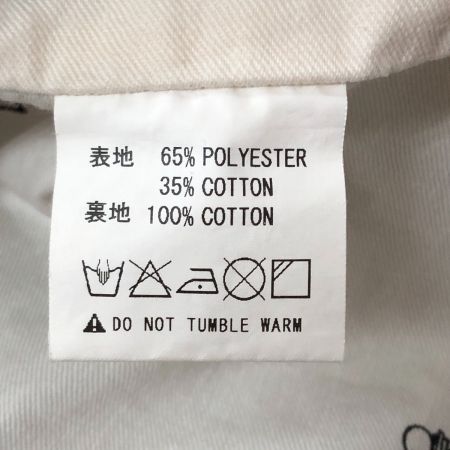 表地 65% POLYESTER
35% COTTON
裏地 100% COTTON
DO NOT TUMBLE WARM